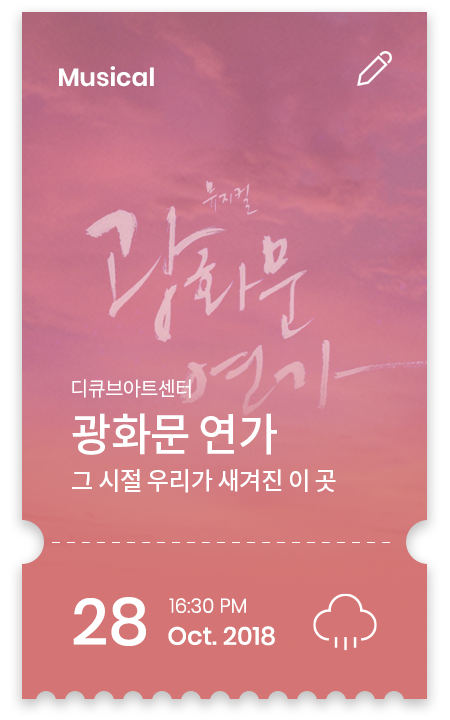 Musical
뮤지컬
광화문
연가
디큐브아트센터
광화문 연가
그 시절 우리가 새겨진 이 곳
28
16:30 PM
Oct. 2018